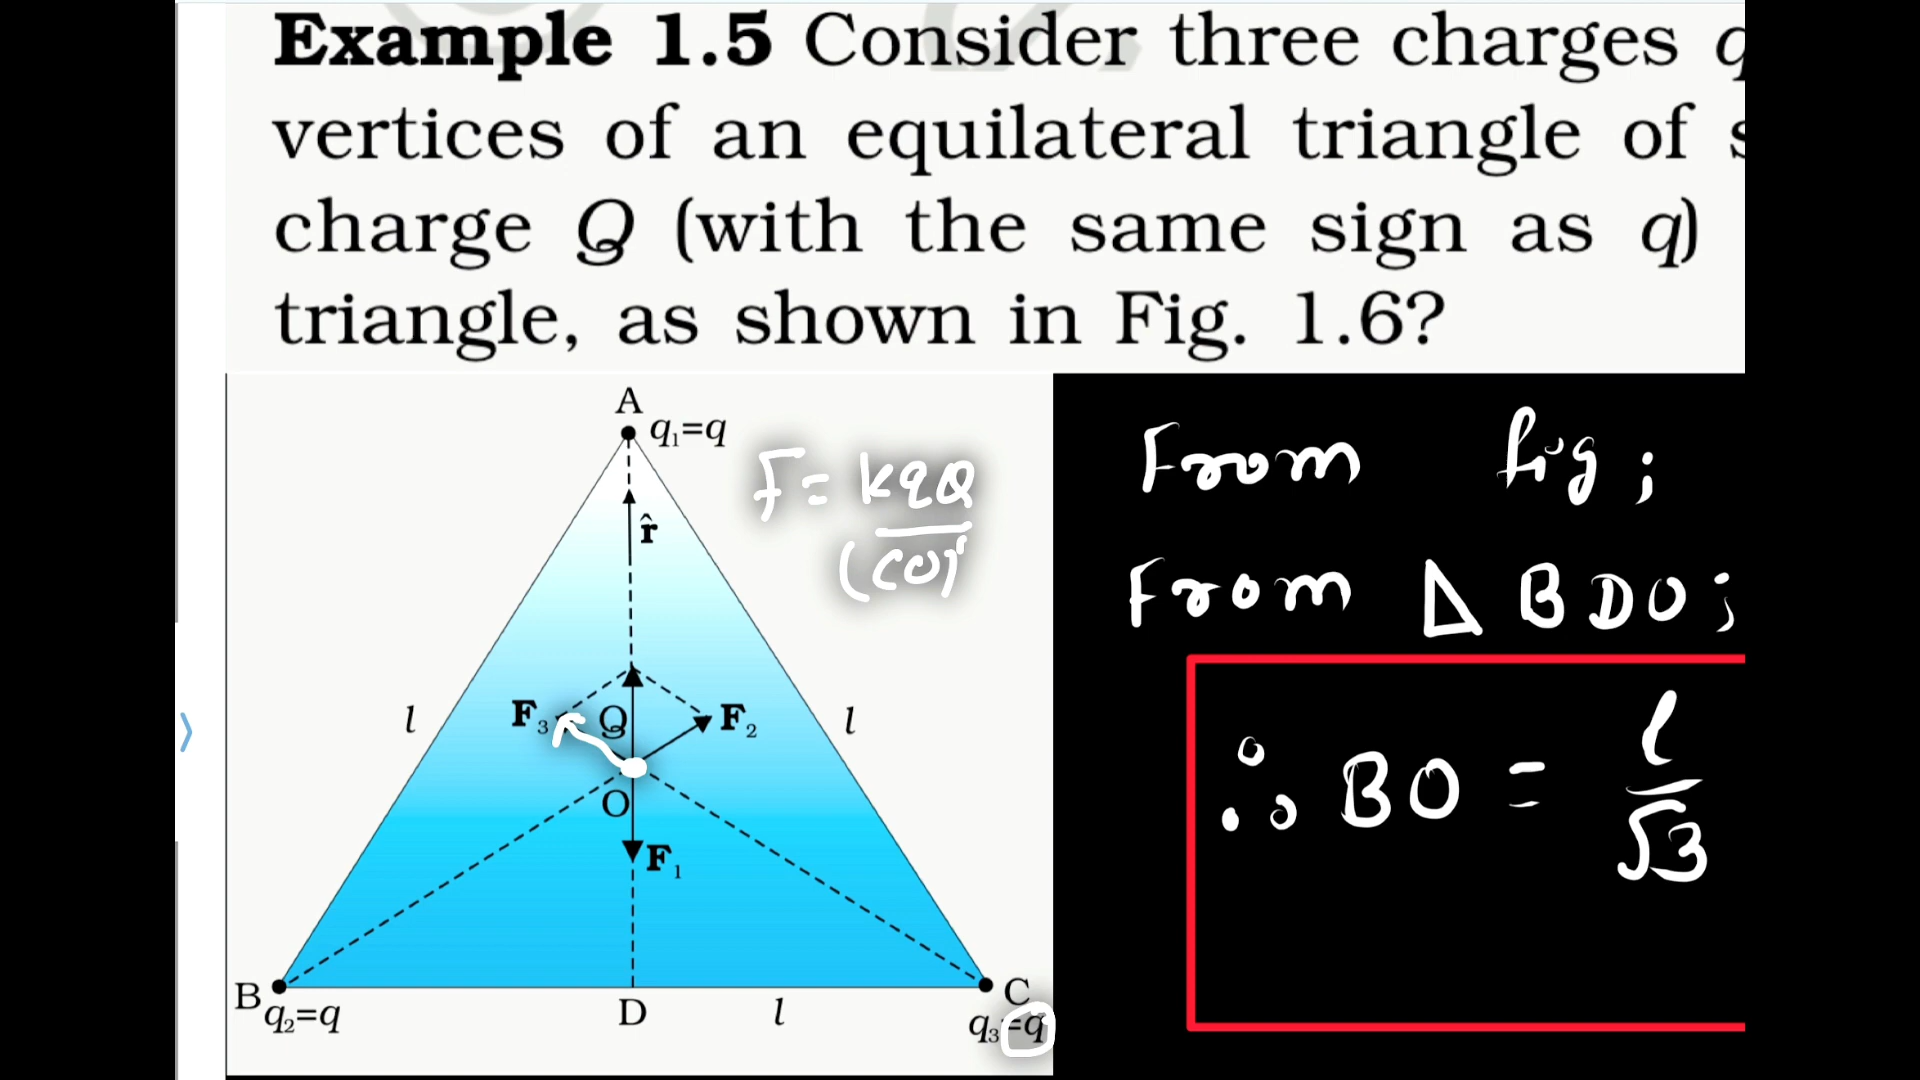 Example 1.5 Consider three charges q
vertices of an equilateral triangle of s
charge Q (with the same sign as q)
triangle, as shown in Fig. 1.6?
A
q₁=q
F = kqQ
(CO)²
r̂
From fig;
From Δ BDO;
l
F₃
Q
F₂
l
∴ BO = l/√3
O
F₁
B
q₂=q
D
l
C
q₃=q